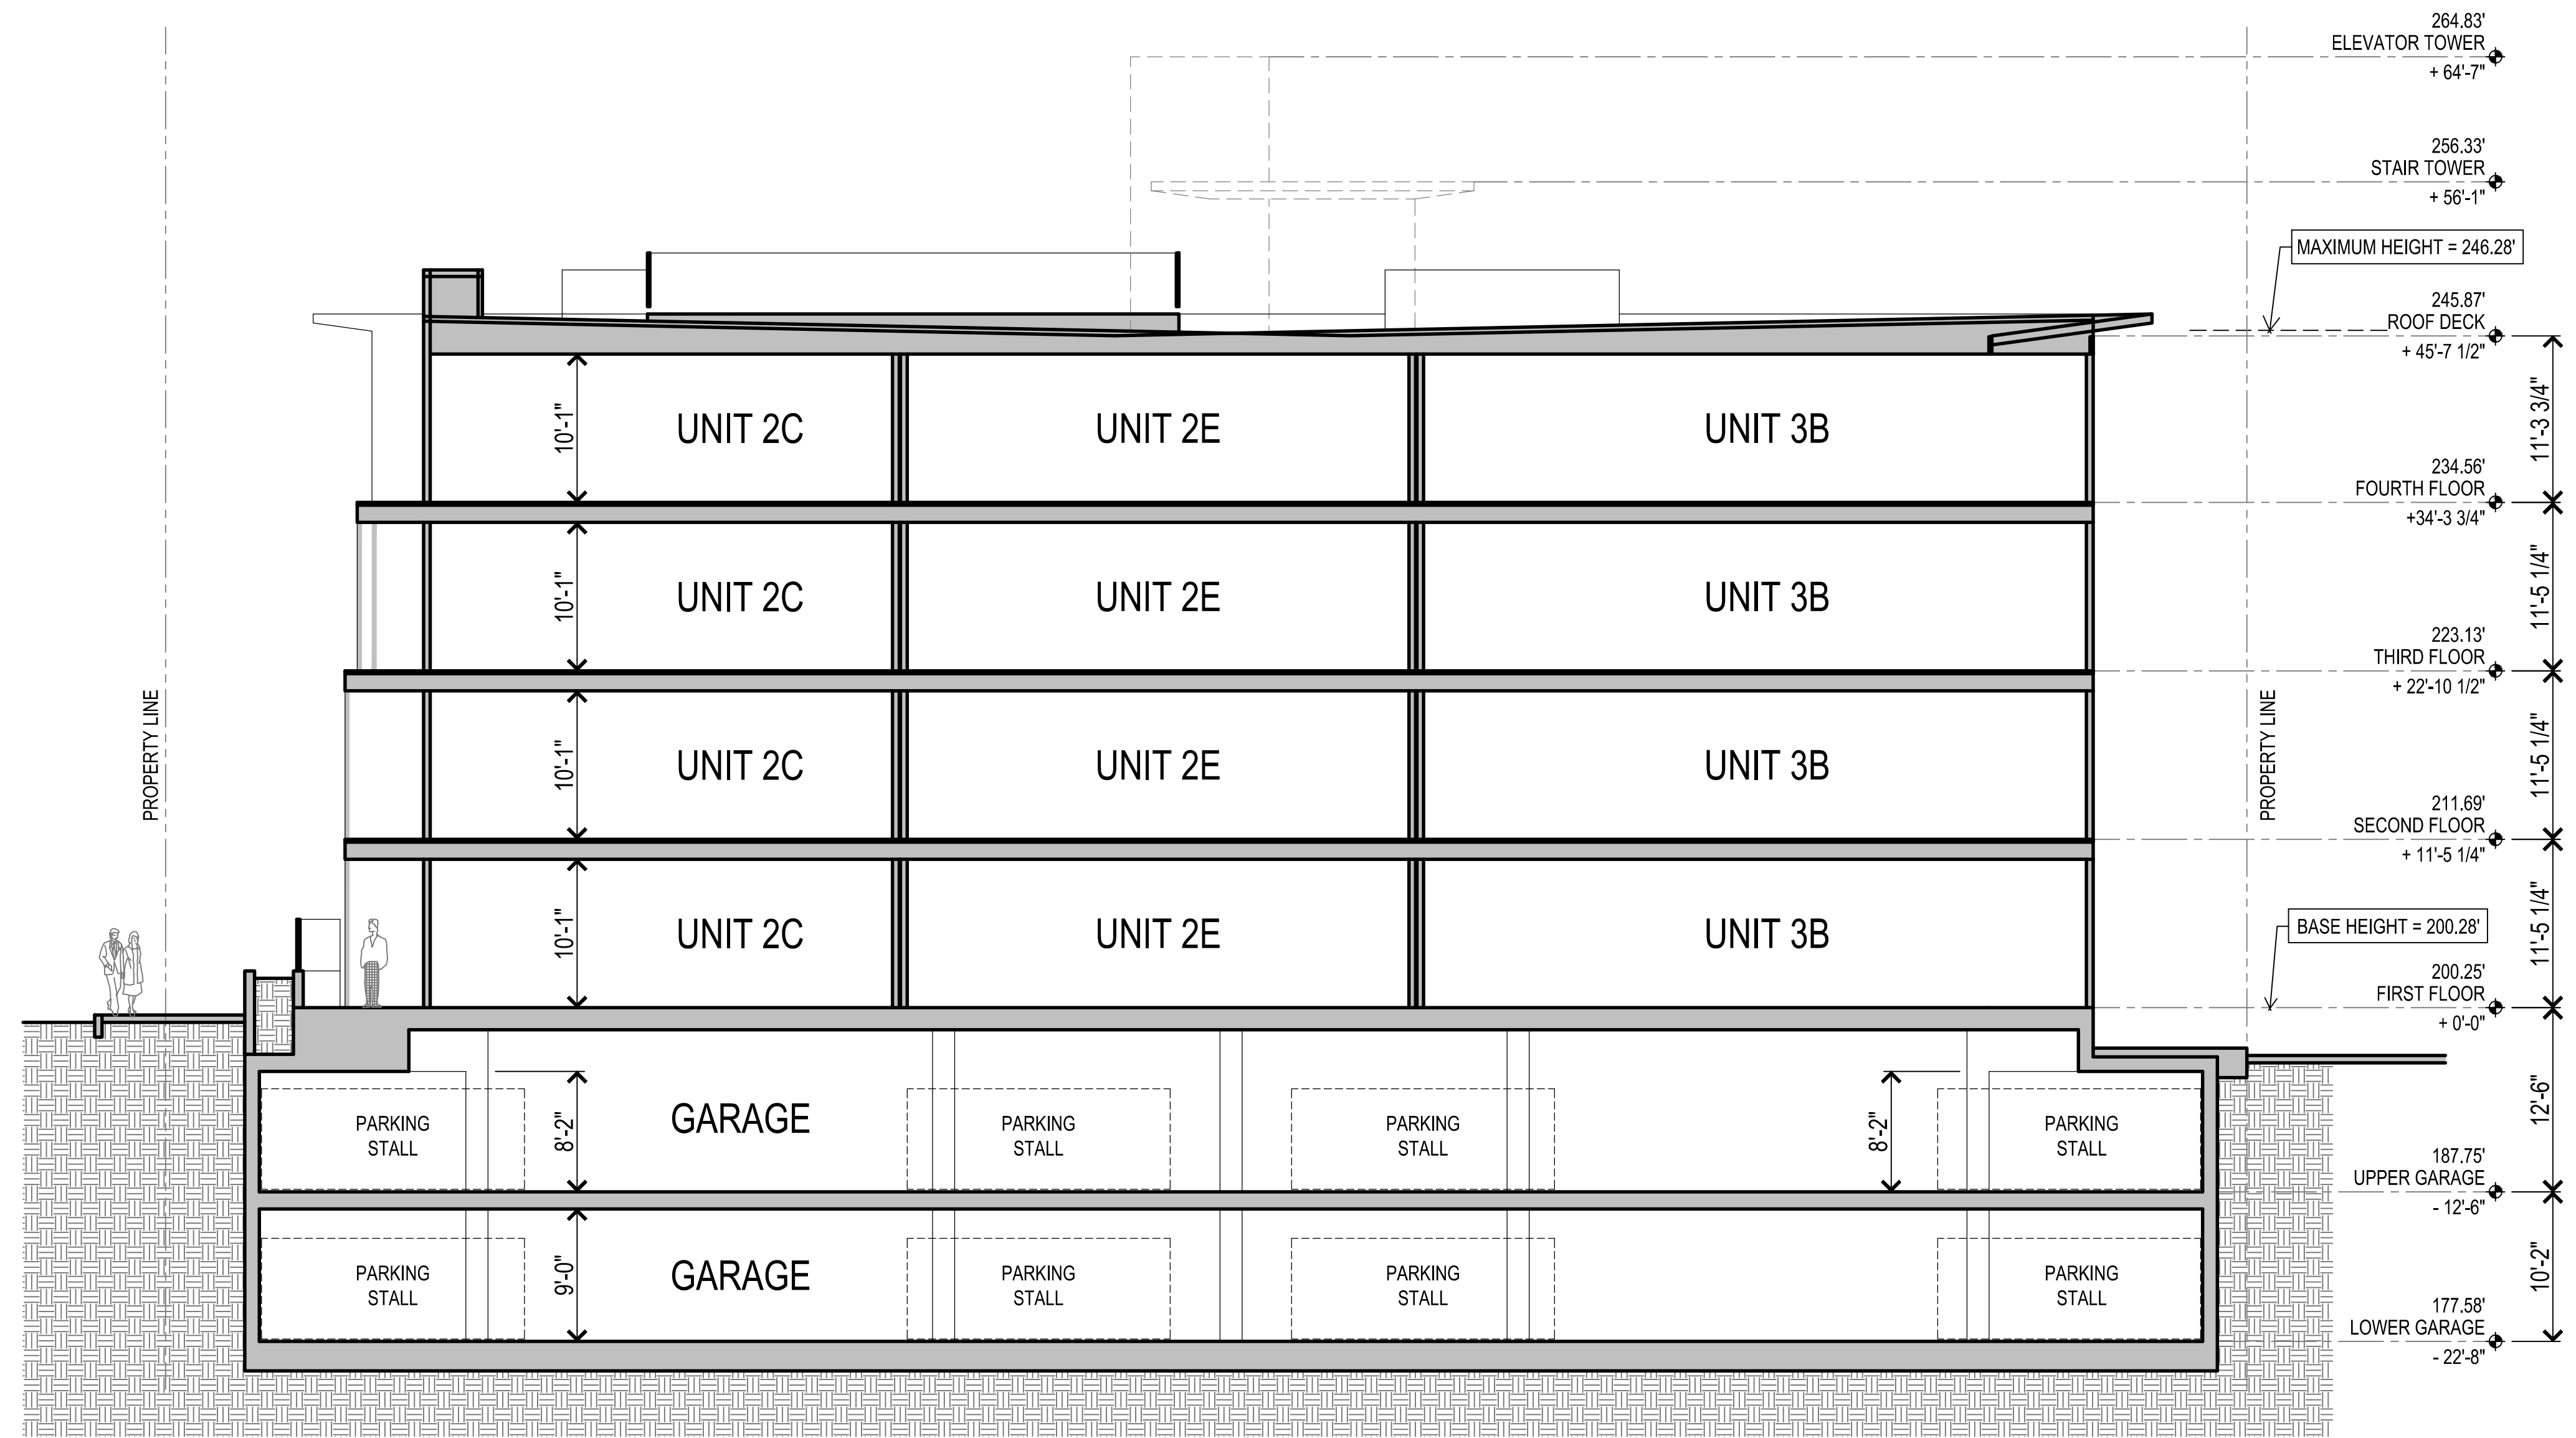 264.83'
ELEVATOR TOWER
+ 64'-7"
256.33'
STAIR TOWER
+ 56'-1"
MAXIMUM HEIGHT = 246.28'
245.87'
ROOF DECK
+ 45'-7 1/2"
11'-3 3/4"
10'-1"
UNIT 2C
UNIT 2E
UNIT 3B
234.56'
FOURTH FLOOR
+34'-3 3/4"
11'-5 1/4"
10'-1"
UNIT 2C
UNIT 2E
UNIT 3B
223.13'
THIRD FLOOR
+ 22'-10 1/2"
PROPERTY LINE
PROPERTY LINE
11'-5 1/4"
10'-1"
UNIT 2C
UNIT 2E
UNIT 3B
211.69'
SECOND FLOOR
+ 11'-5 1/4"
11'-5 1/4"
10'-1"
UNIT 2C
UNIT 2E
UNIT 3B
BASE HEIGHT = 200.28'
200.25'
FIRST FLOOR
+ 0'-0"
12'-6"
PARKING
STALL
8'-2"
GARAGE
PARKING
STALL
PARKING
STALL
8'-2"
PARKING
STALL
187.75'
UPPER GARAGE
- 12'-6"
10'-2"
PARKING
STALL
9'-0"
GARAGE
PARKING
STALL
PARKING
STALL
PARKING
STALL
177.58'
LOWER GARAGE
- 22'-8"